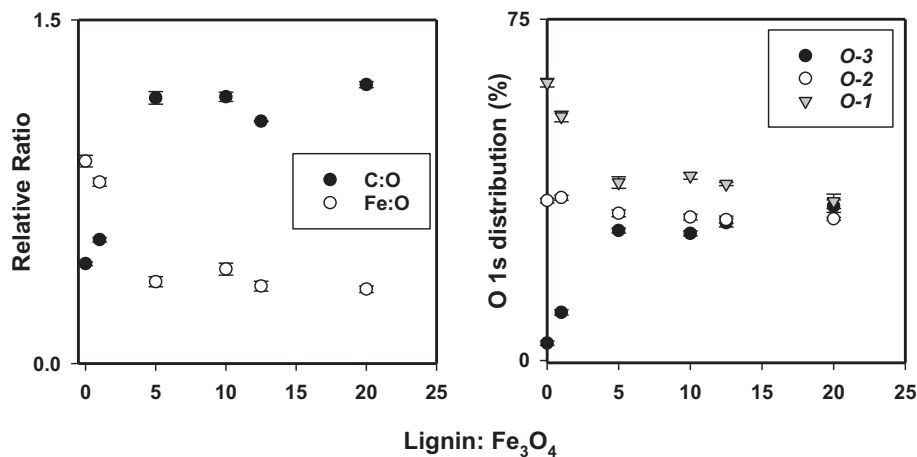 1.5
0.0
Relative Ratio
C:O
Fe:O
0 5 10 15 20 25
75
0
O 1s distribution (%)
O-3
O-2
O-1
0 5 10 15 20 25
Lignin: Fe₃O₄